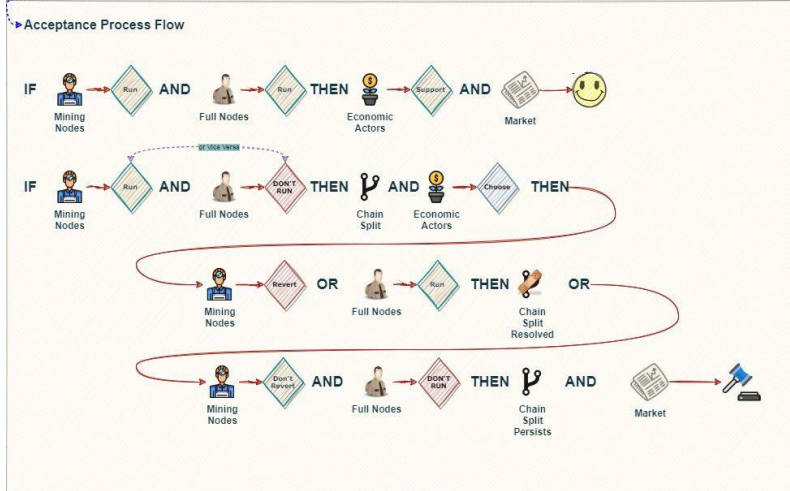 Acceptance Process Flow
IF Run AND Run THEN Support AND
Mining Nodes Full Nodes Economic Actors Market
or Vice Versa
IF Run AND DON'T RUN THEN AND Choose THEN
Mining Nodes Full Nodes Chain Split Economic Actors
Revert OR Run THEN OR
Mining Nodes Full Nodes Chain Split Resolved
Don't Revert AND DON'T RUN THEN AND
Mining Nodes Full Nodes Chain Split Persists Market